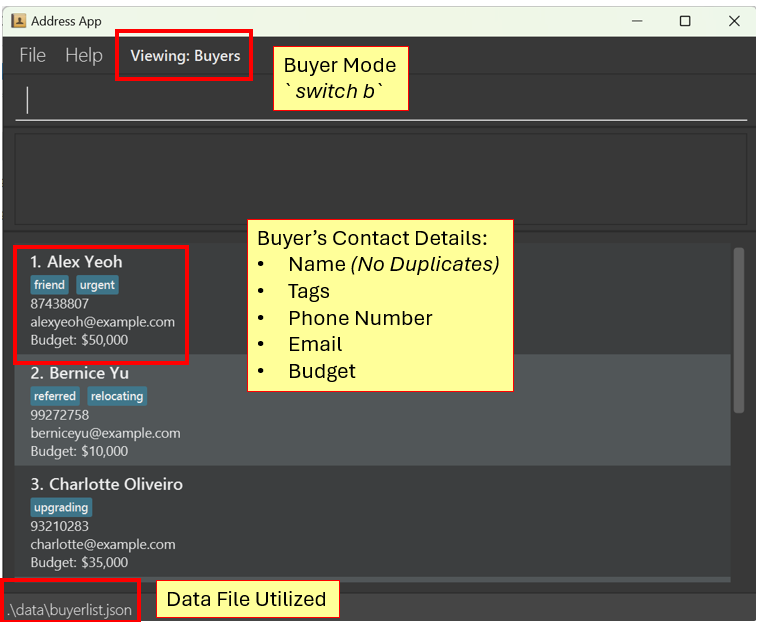 Address App
File Help Viewing: Buyers
Buyer Mode
`switch b`
Buyer's Contact Details:
• Name (No Duplicates)
• Tags
• Phone Number
• Email
• Budget
1. Alex Yeoh
friend urgent
87438807
alexyeoh@example.com
Budget: $50,000
2. Bernice Yu
referred relocating
99272758
berniceyu@example.com
Budget: $10,000
3. Charlotte Oliveiro
upgrading
93210283
charlotte@example.com
Budget: $35,000
.\data\buyerlist.json
Data File Utilized